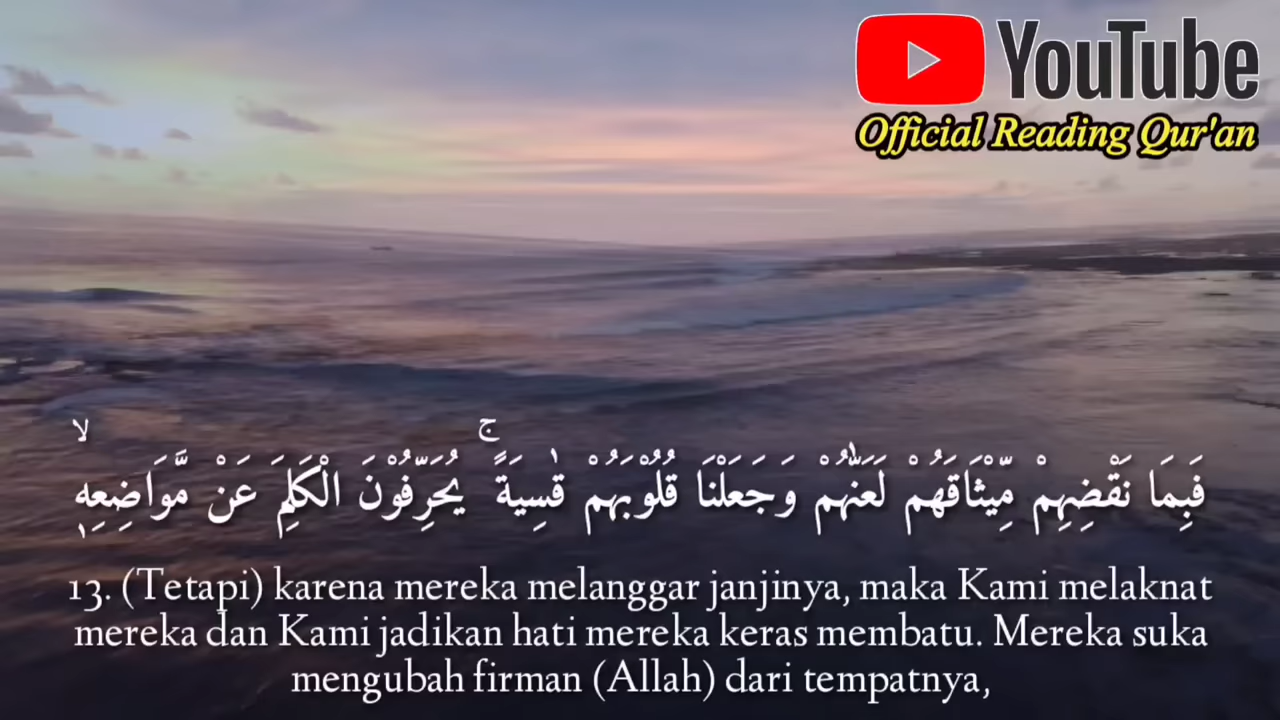 YouTube
Official Reading Qur'an
فَبِمَا نَقْضِهِمْ مِّيْثَاقَهُمْ لَعَنّٰهُمْ وَجَعَلْنَا قُلُوْبَهُمْ قٰسِيَةً ۚ يُحَرِّفُوْنَ الْكَلِمَ عَنْ مَّوَاضِعِهٖۙ
13. (Tetapi) karena mereka melanggar janjinya, maka Kami melaknat
mereka dan Kami jadikan hati mereka keras membatu. Mereka suka
mengubah firman (Allah) dari tempatnya,